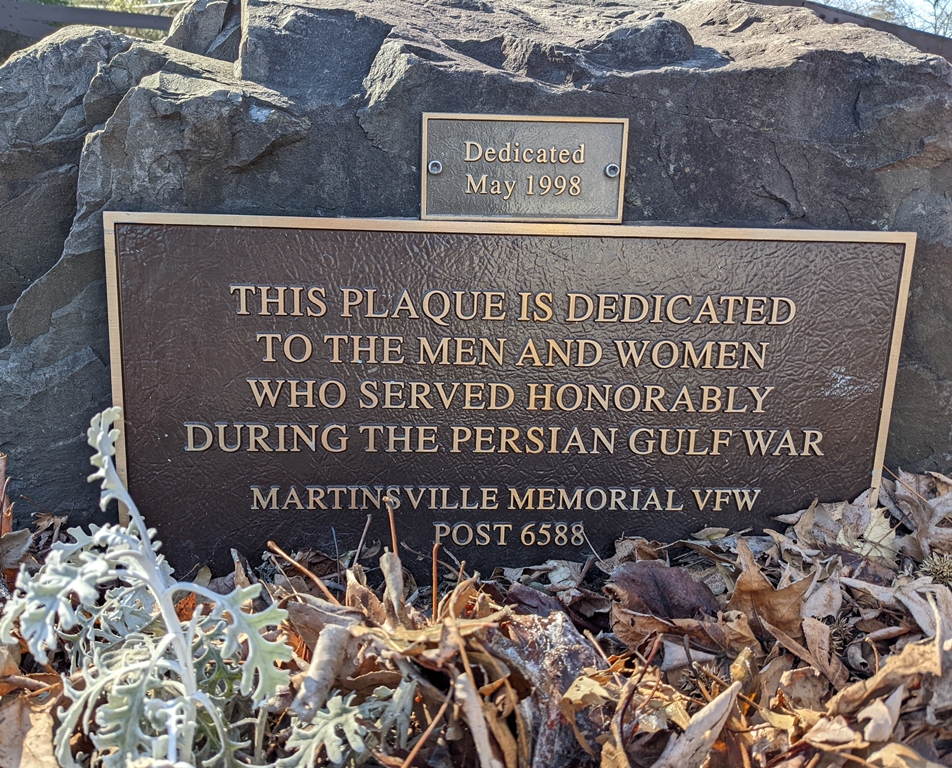 Dedicated
May 1998
THIS PLAQUE IS DEDICATED
TO THE MEN AND WOMEN
WHO SERVED HONORABLY
DURING THE PERSIAN GULF WAR
MARTINSVILLE MEMORIAL VFW
POST 6588